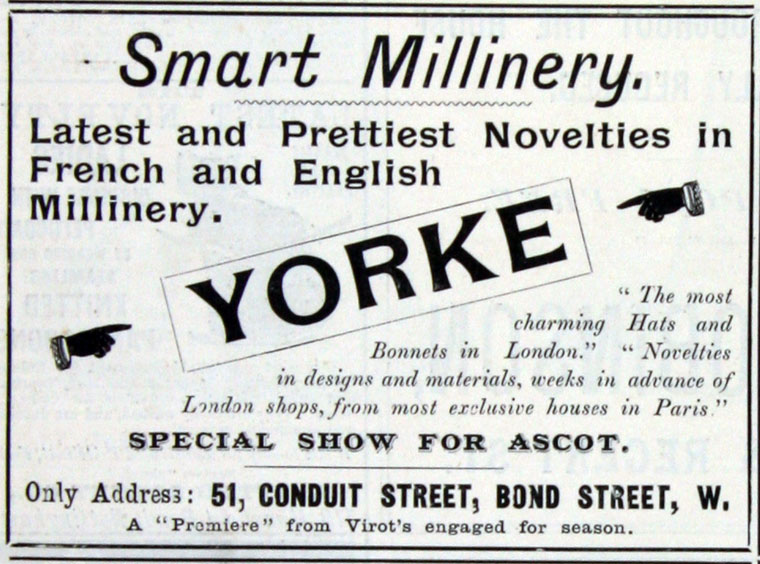 Smart Millinery.
Latest and Prettiest Novelties in
French and English
Millinery.
YORKE
“ The most
charming Hats and
Bonnets in London.” “ Novelties
in designs and materials, weeks in advance of
London shops, from most exclusive houses in Paris.”
SPECIAL SHOW FOR ASCOT.
Only Address: 51, CONDUIT STREET, BOND STREET, W.
A “Premiere” from Virot's engaged for season.